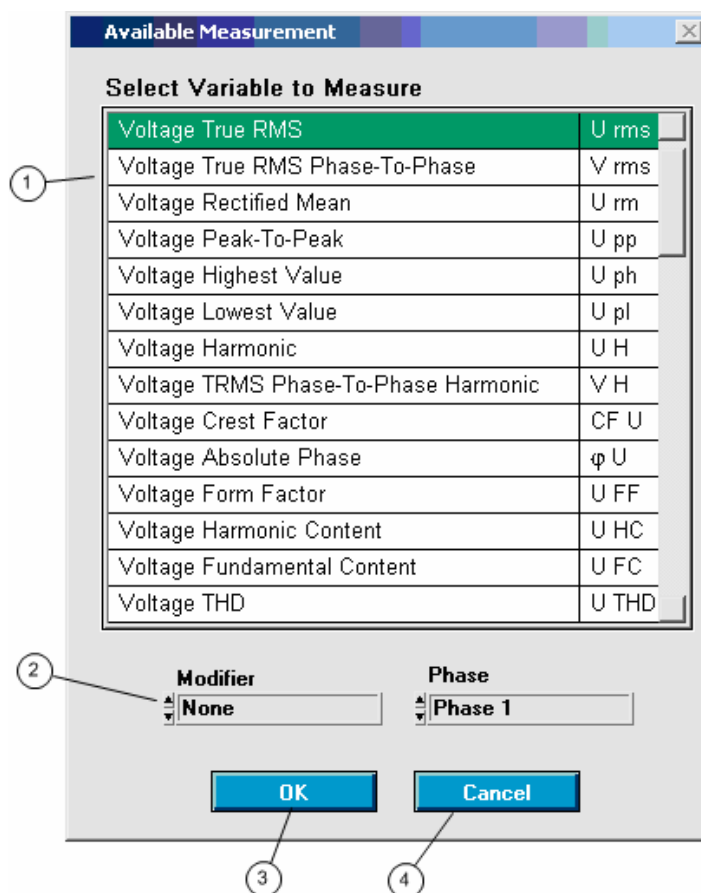 Available Measurement
Select Variable to Measure
Voltage True RMS U rms
1
Voltage True RMS Phase-To-Phase V rms
Voltage Rectified Mean U rm
Voltage Peak-To-Peak U pp
Voltage Highest Value U ph
Voltage Lowest Value U pl
Voltage Harmonic U H
Voltage TRMS Phase-To-Phase Harmonic V H
Voltage Crest Factor CF U
Voltage Absolute Phase φ U
Voltage Form Factor U FF
Voltage Harmonic Content U HC
Voltage Fundamental Content U FC
Voltage THD U THD
2
Modifier Phase
None Phase 1
OK Cancel
3 4